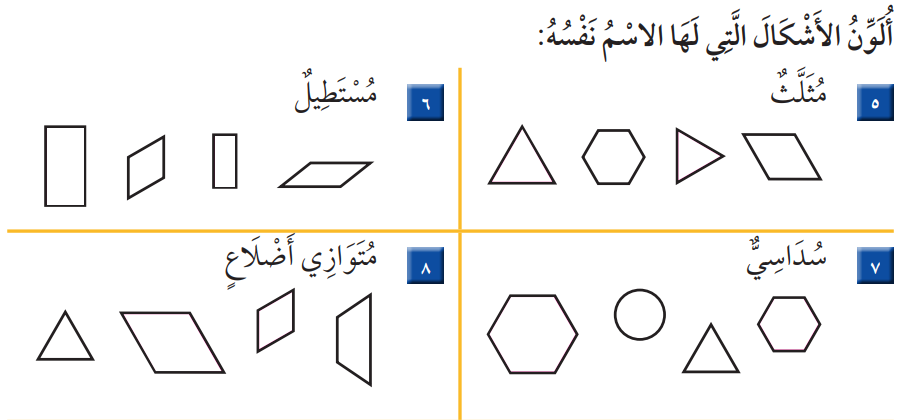 أُلَوِّنُ الأَشْكَالَ الَّتِي لَهَا الاسْمُ نَفْسُهُ:
٥ مُثَلَّثٌ
٦ مُسْتَطِيلٌ
٧ سُدَاسِيٌّ
٨ مُتَوَازِي أَضْلَاعٍ